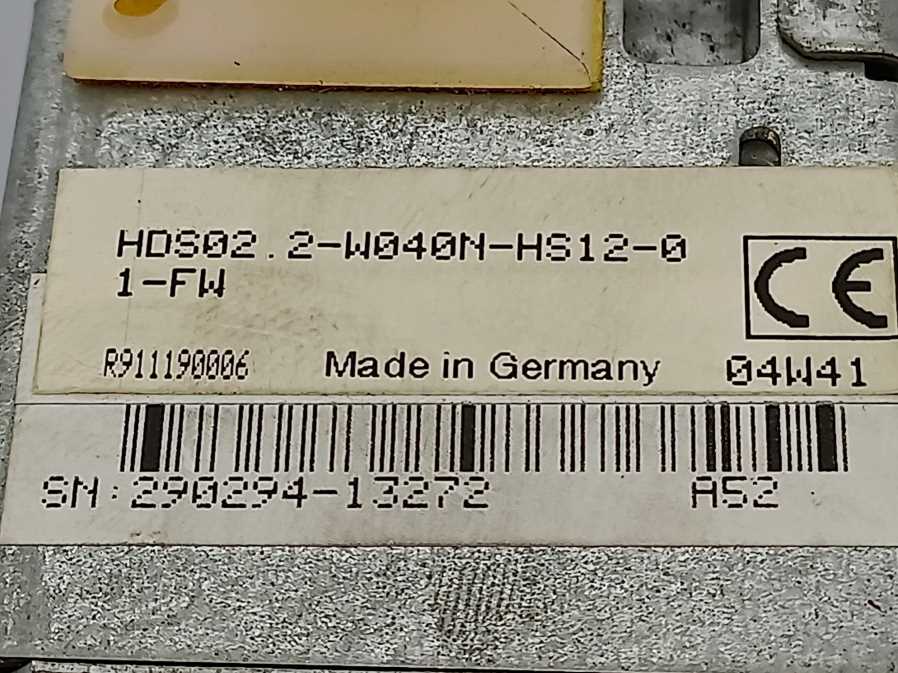 HDS02.2-W040N-HS12-0
1-FW
CE
R911190006 Made in Germany 04W41
SN:290294-13272 A52